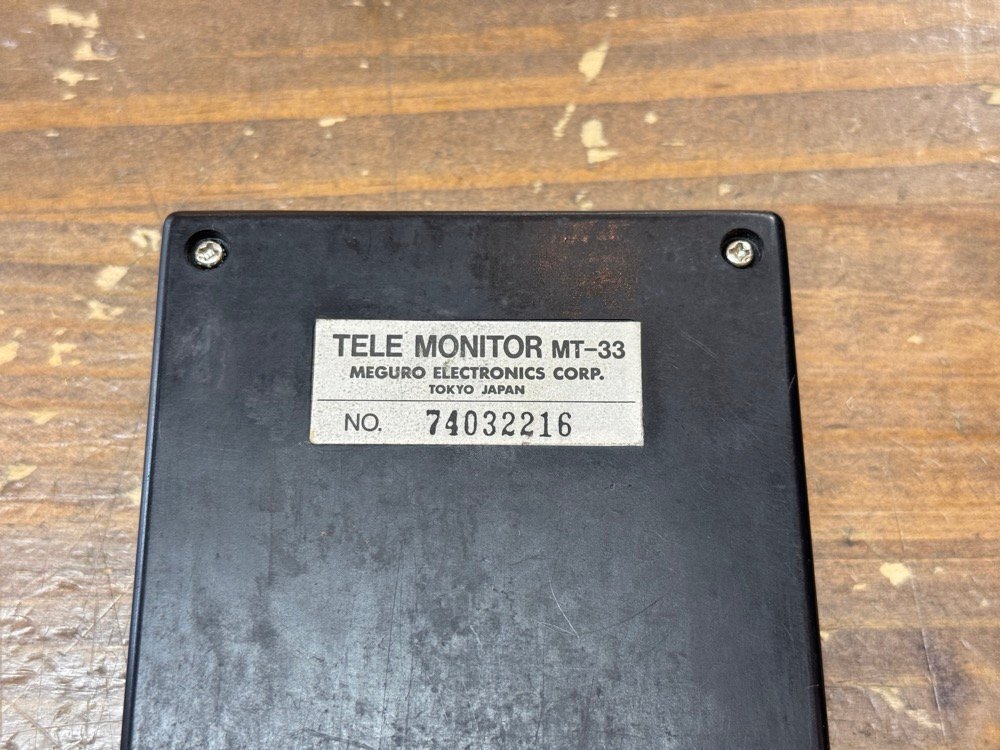 TELE MONITOR MT-33
MEGURO ELECTRONICS CORP.
TOKYO JAPAN
NO. 74032216